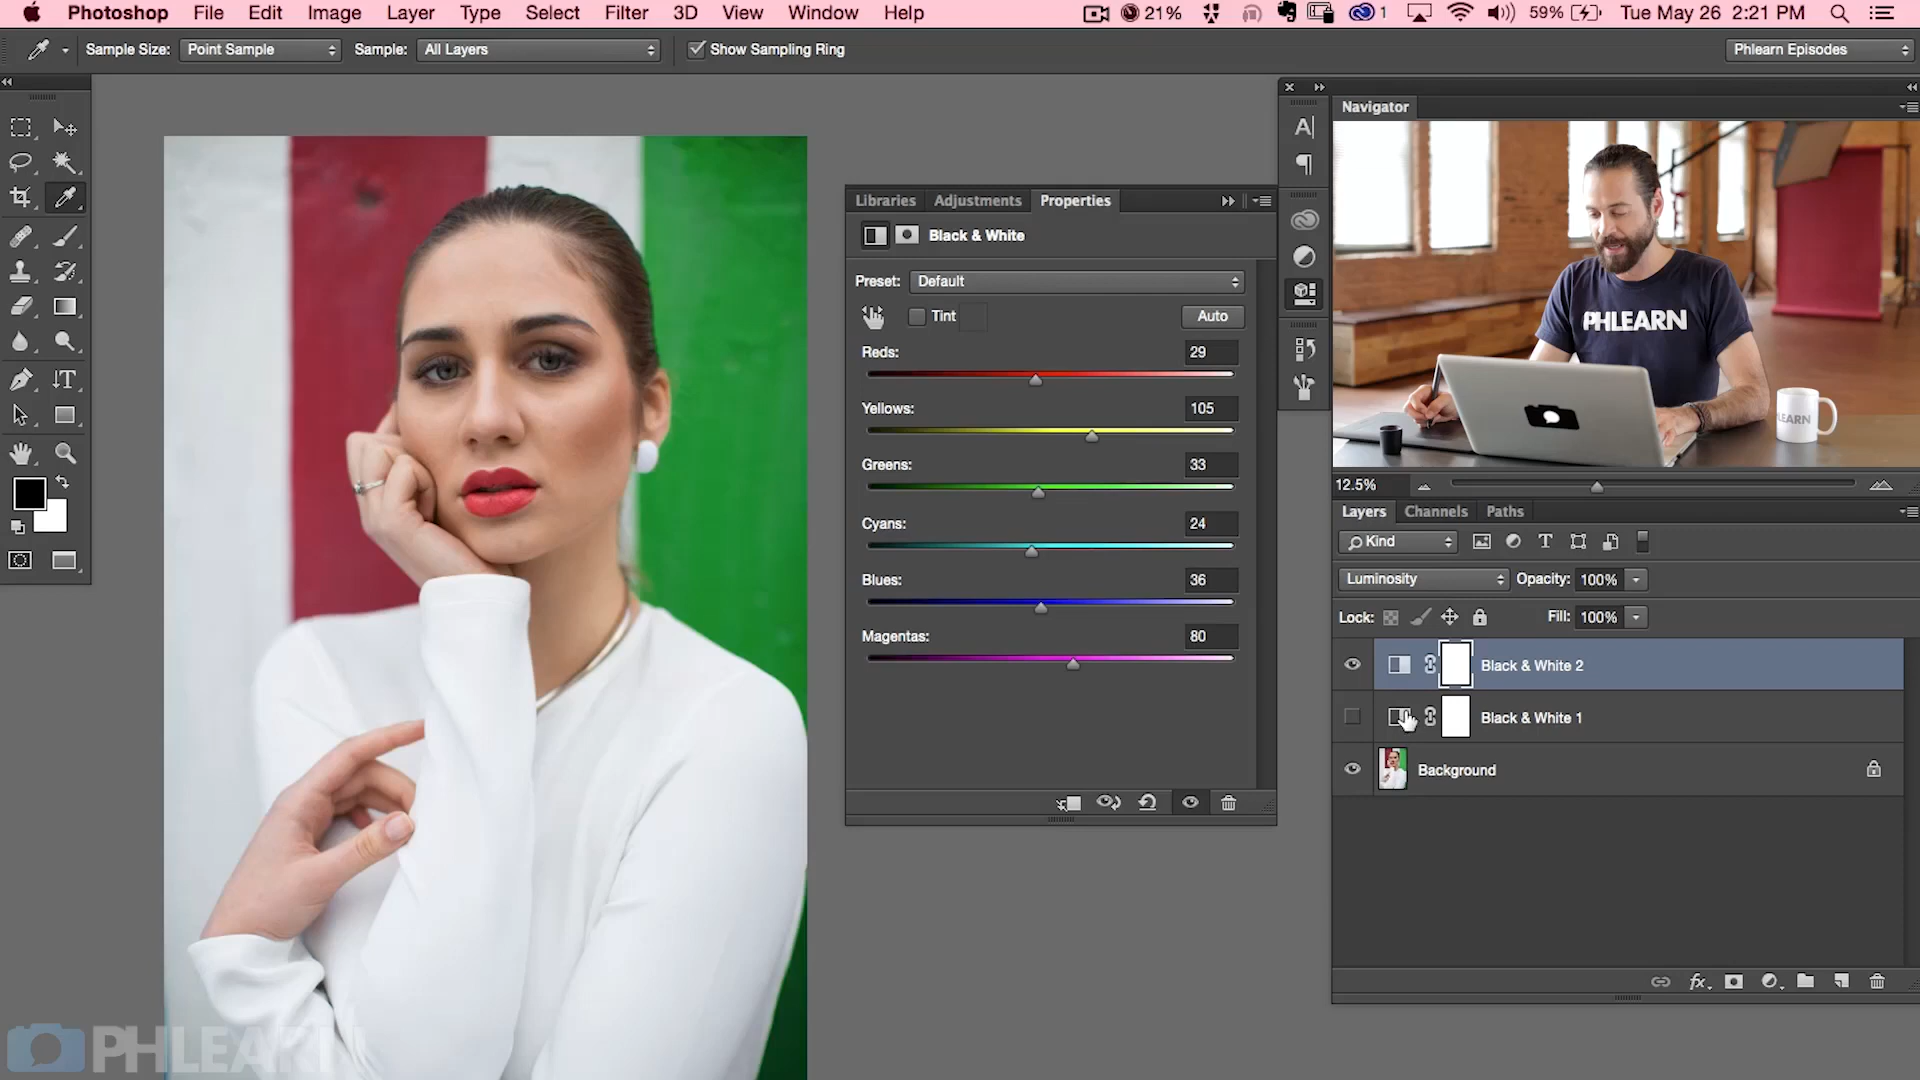 Photoshop File Edit Image Layer Type Select Filter 3D View Window Help 21% 1 59% Tue May 26 2:21 PM
Sample Size: Point Sample Sample: All Layers Show Sampling Ring Phlearn Episodes
Navigator
PHLEARN
12.5%
Libraries Adjustments Properties
Black & White
Preset: Default
Tint Auto
Reds: 29
Yellows: 105
Greens: 33
Cyans: 24
Blues: 36
Magentas: 80
Layers Channels Paths
Kind
Luminosity Opacity: 100%
Lock: Fill: 100%
Black & White 2
Black & White 1
Background
PHLEARN